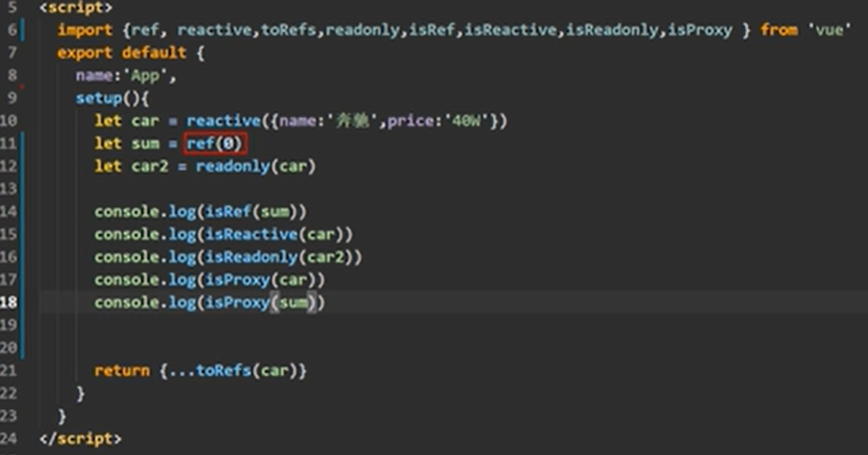 5 <script>
6 import {ref, reactive,toRefs,readonly,isRef,isReactive,isReadonly,isProxy } from 'vue'
7 export default {
8 name:'App',
9 setup(){
10 let car = reactive({name:'奔驰',price:'40W'})
11 let sum = ref(0)
12 let car2 = readonly(car)
13
14 console.log(isRef(sum))
15 console.log(isReactive(car))
16 console.log(isReadonly(car2))
17 console.log(isProxy(car))
18 console.log(isProxy(sum))
19
20
21 return {...toRefs(car)}
22 }
23 }
24 </script>